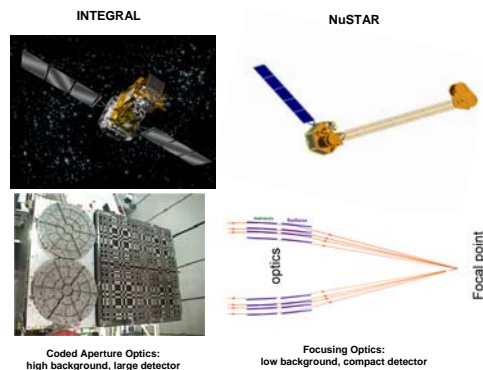 INTEGRAL
NuSTAR
optics
Focal point
Coded Aperture Optics:
high background, large detector
Focusing Optics:
low background, compact detector